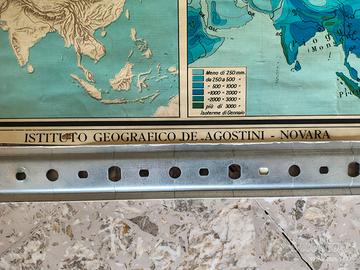 Meno di 250 mm.
da 250 a 500 "
" 500 " 1000 "
" 1000 " 2000 "
" 2000 " 3000 "
più di 3000 "
Isoterme di Gennaio
ISTITUTO GEOGRAFICO DE AGOSTINI - NOVARA